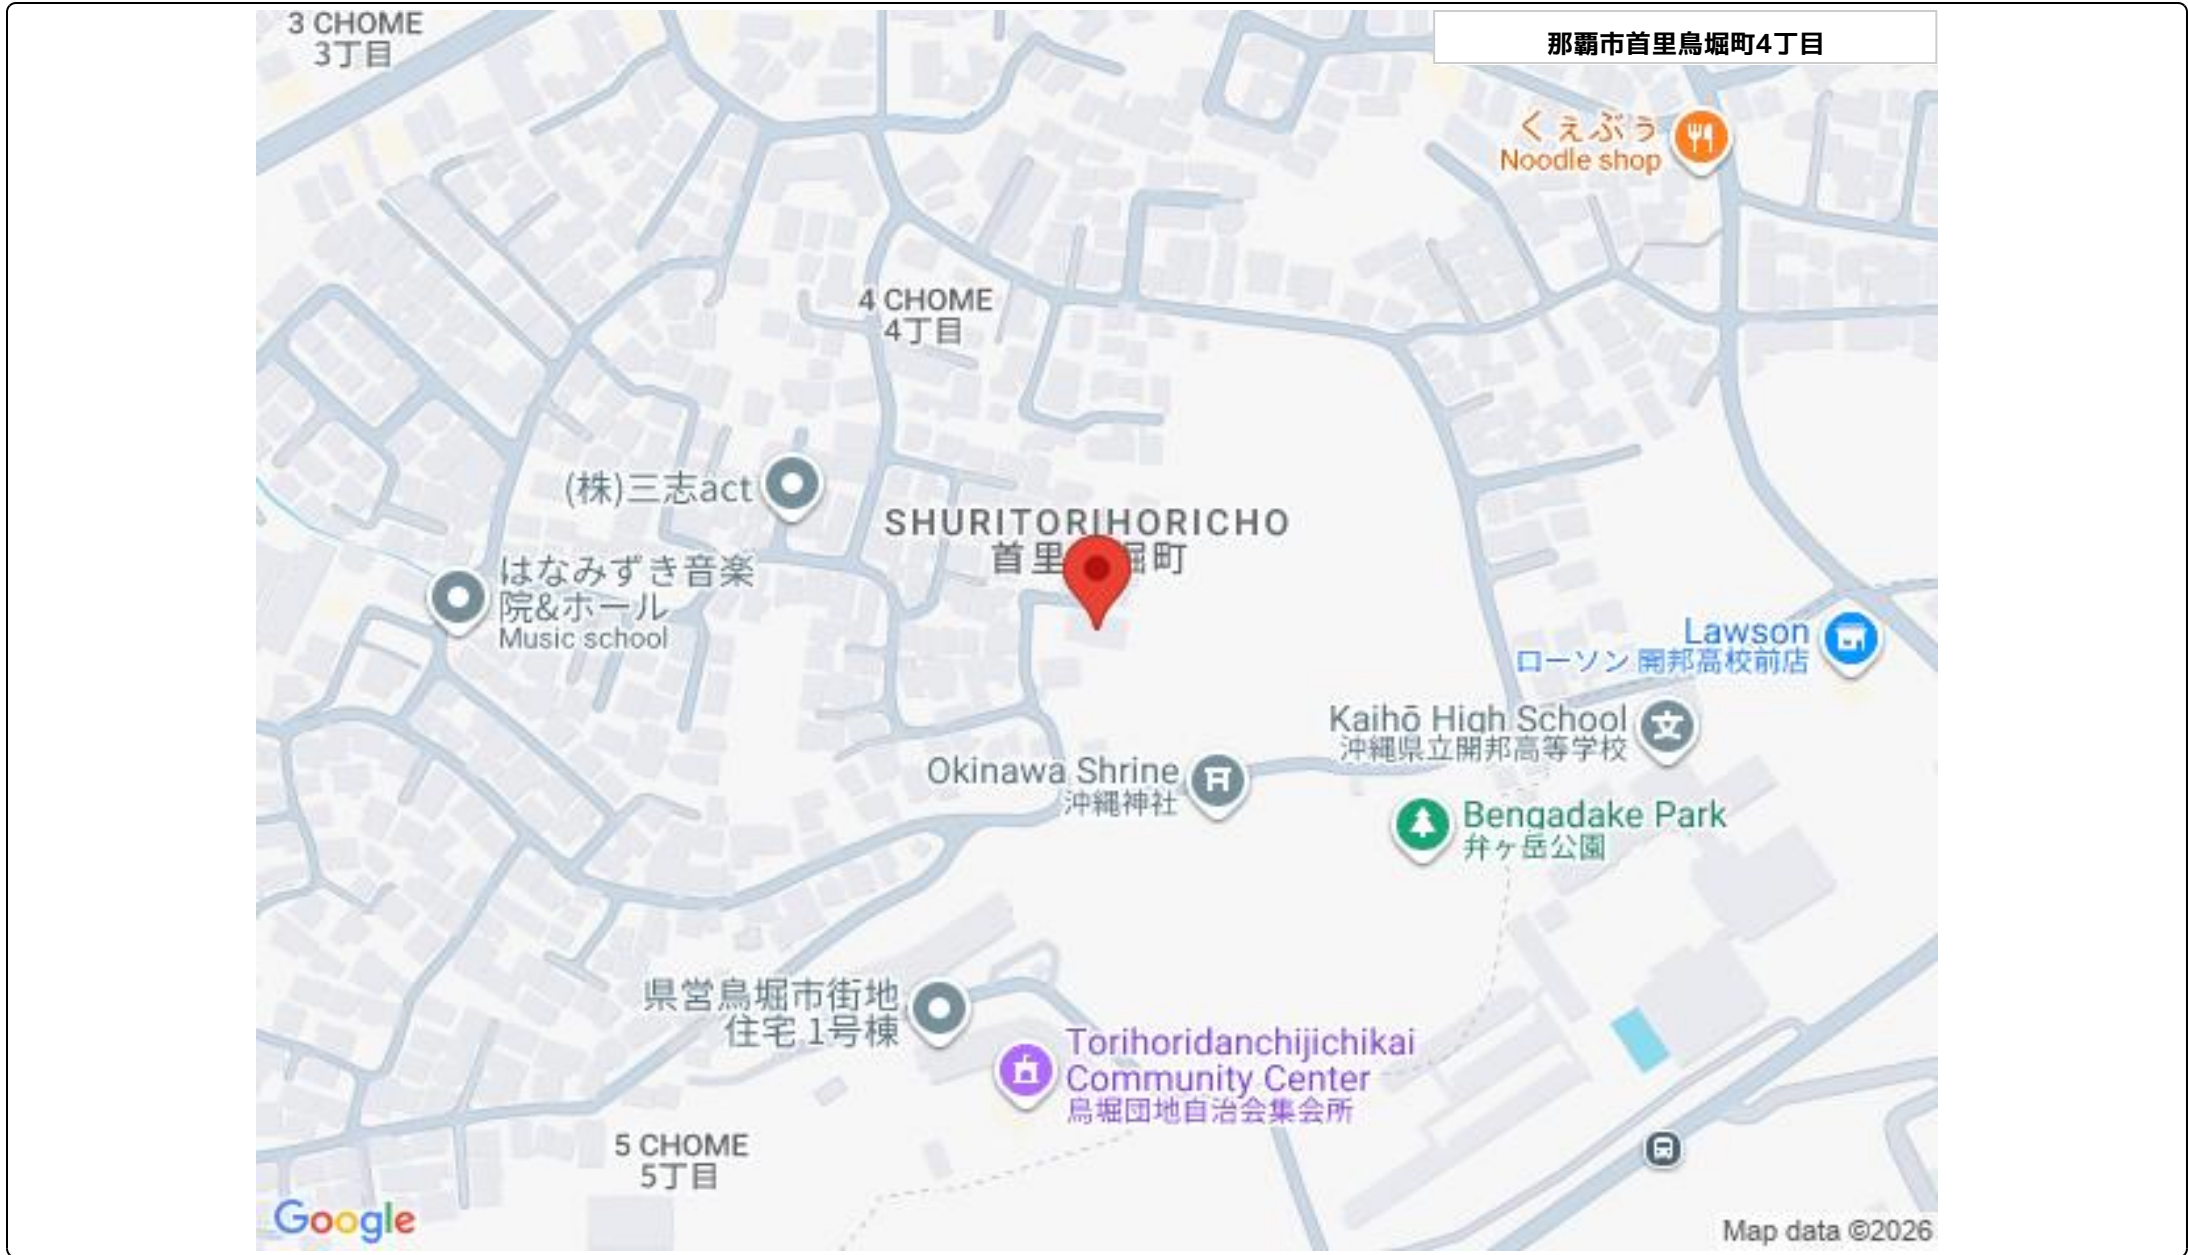 3 CHOME
3丁目
那覇市首里鳥堀町4丁目
くぇぶぅ
Noodle shop
4 CHOME
4丁目
(株)三志act
SHURITORIHORICHO
首里 堀町
はなみずき音楽
院&ホール
Music school
Lawson
ローソン 開邦高校前店
Kaihō High School
沖縄県立開邦高等学校
Okinawa Shrine
沖縄神社
Bengadake Park
弁ヶ岳公園
県営鳥堀市街地
住宅 1号棟
Torihoridanchijichikai
Community Center
鳥堀団地自治会集会所
5 CHOME
5丁目
Google
Map data ©2026